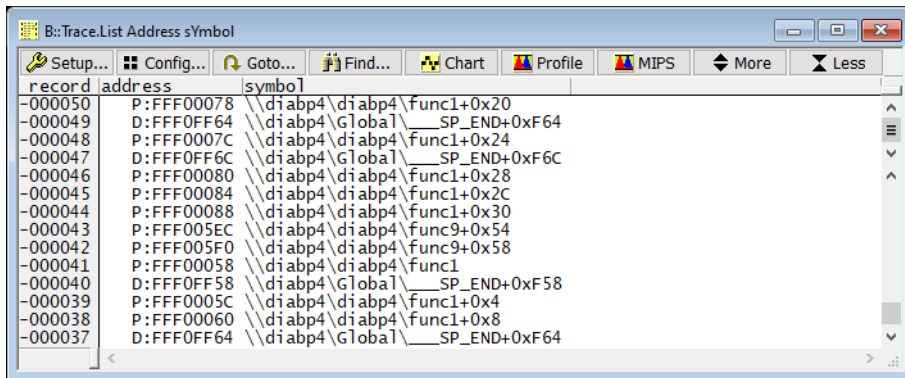 B::Trace.List Address sYmbol
Setup... Config... Goto... Find... Chart Profile MIPS More Less
record address symbol
-000050 P:FFF00078 \\diabp4\diabp4\func1+0x20
-000049 D:FFF0FF64 \\diabp4\Global\___SP_END+0xF64
-000048 P:FFF0007C \\diabp4\diabp4\func1+0x24
-000047 D:FFF0FF6C \\diabp4\Global\___SP_END+0xF6C
-000046 P:FFF00080 \\diabp4\diabp4\func1+0x28
-000045 P:FFF00084 \\diabp4\diabp4\func1+0x2C
-000044 P:FFF00088 \\diabp4\diabp4\func1+0x30
-000043 P:FFF005EC \\diabp4\diabp4\func9+0x54
-000042 P:FFF005F0 \\diabp4\diabp4\func9+0x58
-000041 P:FFF00058 \\diabp4\diabp4\func1
-000040 D:FFF0FF58 \\diabp4\Global\___SP_END+0xF58
-000039 P:FFF0005C \\diabp4\diabp4\func1+0x4
-000038 P:FFF00060 \\diabp4\diabp4\func1+0x8
-000037 D:FFF0FF64 \\diabp4\Global\___SP_END+0xF64